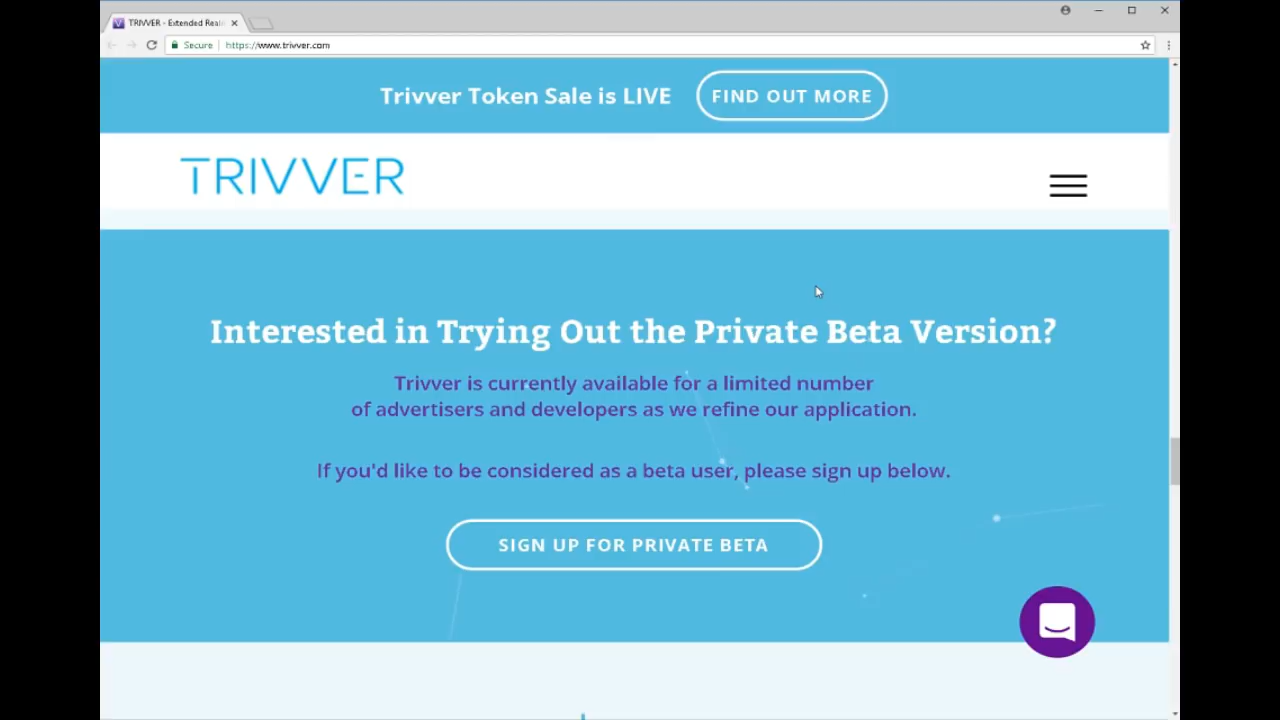 TRIVVER - Extended Reali
Secure
https://www.trivver.com
Trivver Token Sale is LIVE
FIND OUT MORE
TRIVVER
Interested in Trying Out the Private Beta Version?
Trivver is currently available for a limited number
of advertisers and developers as we refine our application.
If you'd like to be considered as a beta user, please sign up below.
SIGN UP FOR PRIVATE BETA